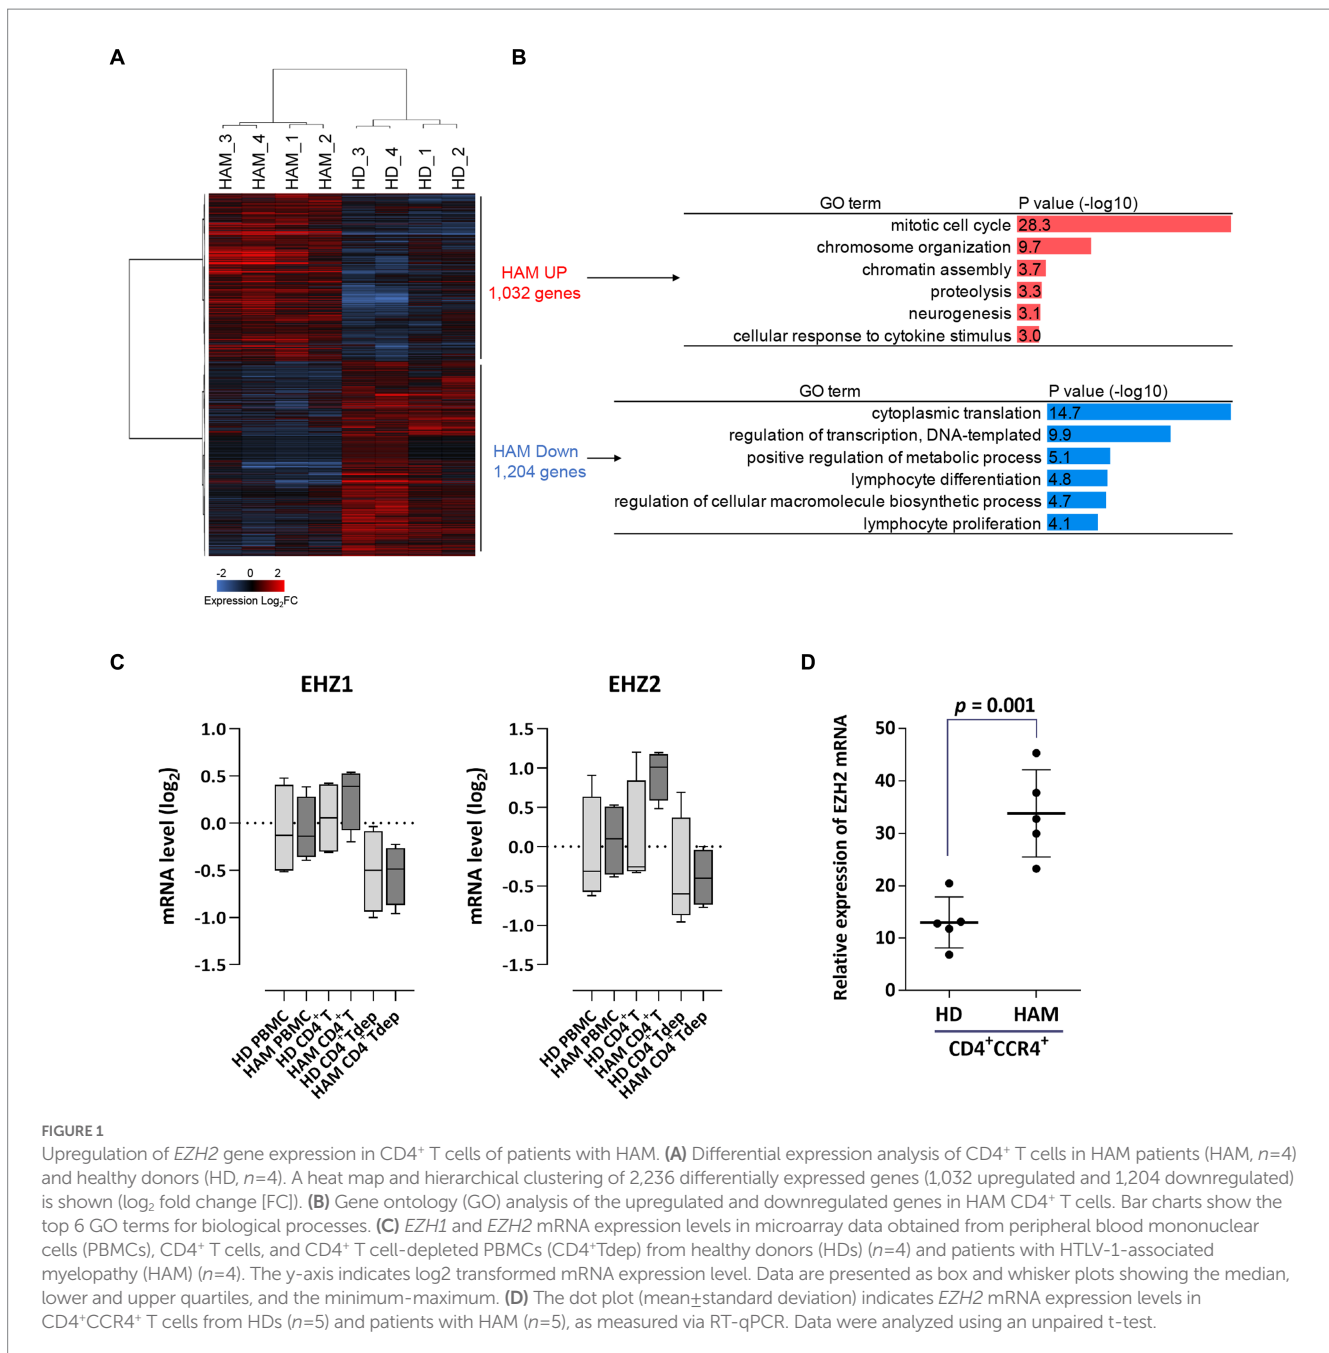 A
HAM_3
HAM_4
HAM_1
HAM_2
HD_3
HD_4
HD_1
HD_2
HAM UP
1,032 genes
HAM Down
1,204 genes
-2 0 2
Expression Log2FC
B
GO term P value (-log10)
mitotic cell cycle 28.3
chromosome organization 9.7
chromatin assembly 3.7
proteolysis 3.3
neurogenesis 3.1
cellular response to cytokine stimulus 3.0
GO term P value (-log10)
cytoplasmic translation 14.7
regulation of transcription, DNA-templated 9.9
positive regulation of metabolic process 5.1
lymphocyte differentiation 4.8
regulation of cellular macromolecule biosynthetic process 4.7
lymphocyte proliferation 4.1
C
EHZ1
mRNA level (log2)
1.0
0.5
0.0
-0.5
-1.0
-1.5
HD PBMC
HAM PBMC
HD CD4+T
HAM CD4+T
HD CD4+Tdep
HAM CD4+Tdep
EHZ2
mRNA level (log2)
1.5
1.0
0.5
0.0
-0.5
-1.0
-1.5
HD PBMC
HAM PBMC
HD CD4+T
HAM CD4+T
HD CD4+Tdep
HAM CD4+Tdep
D
p = 0.001
Relative expression of EZH2 mRNA
50
40
30
20
10
0
HD HAM
CD4+CCR4+
FIGURE 1
Upregulation of EZH2 gene expression in CD4+ T cells of patients with HAM. (A) Differential expression analysis of CD4+ T cells in HAM patients (HAM, n=4)
and healthy donors (HD, n=4). A heat map and hierarchical clustering of 2,236 differentially expressed genes (1,032 upregulated and 1,204 downregulated)
is shown (log2 fold change [FC]). (B) Gene ontology (GO) analysis of the upregulated and downregulated genes in HAM CD4+ T cells. Bar charts show the
top 6 GO terms for biological processes. (C) EZH1 and EZH2 mRNA expression levels in microarray data obtained from peripheral blood mononuclear
cells (PBMCs), CD4+ T cells, and CD4+ T cell-depleted PBMCs (CD4+Tdep) from healthy donors (HDs) (n=4) and patients with HTLV-1-associated
myelopathy (HAM) (n=4). The y-axis indicates log2 transformed mRNA expression level. Data are presented as box and whisker plots showing the median,
lower and upper quartiles, and the minimum-maximum. (D) The dot plot (mean±standard deviation) indicates EZH2 mRNA expression levels in
CD4+CCR4+ T cells from HDs (n=5) and patients with HAM (n=5), as measured via RT-qPCR. Data were analyzed using an unpaired t-test.